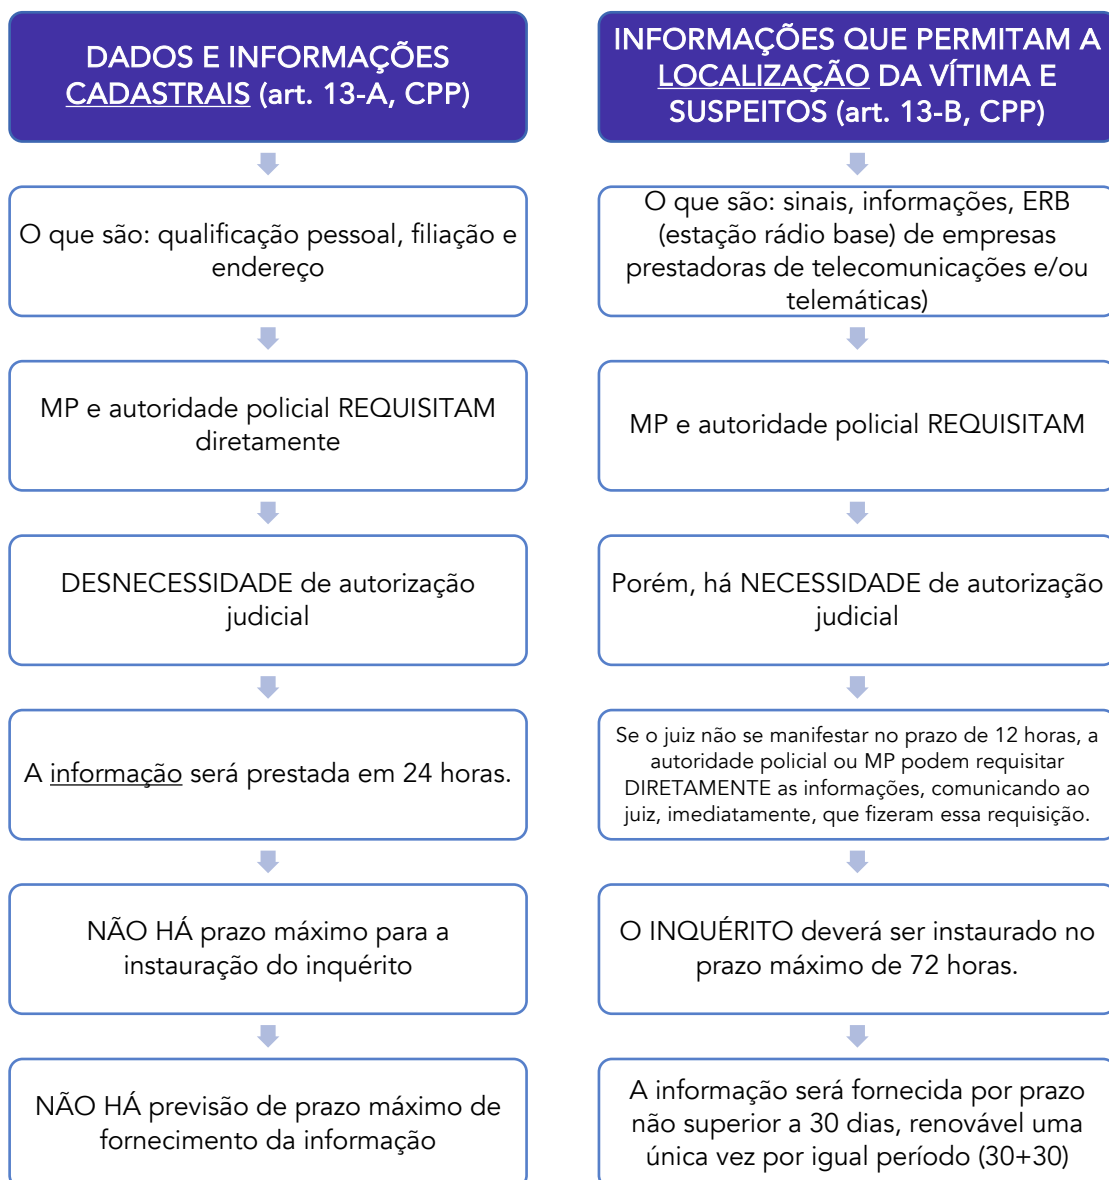 DADOS E INFORMAÇÕES
CADASTRAIS (art. 13-A, CPP)
O que são: qualificação pessoal, filiação e
endereço
MP e autoridade policial REQUISITAM
diretamente
DESNECESSIDADE de autorização
judicial
A informação será prestada em 24 horas.
NÃO HÁ prazo máximo para a
instauração do inquérito
NÃO HÁ previsão de prazo máximo de
fornecimento da informação
INFORMAÇÕES QUE PERMITAM A
LOCALIZAÇÃO DA VÍTIMA E
SUSPEITOS (art. 13-B, CPP)
O que são: sinais, informações, ERB
(estação rádio base) de empresas
prestadoras de telecomunicações e/ou
telemáticas)
MP e autoridade policial REQUISITAM
Porém, há NECESSIDADE de autorização
judicial
Se o juiz não se manifestar no prazo de 12 horas, a
autoridade policial ou MP podem requisitar
DIRETAMENTE as informações, comunicando ao
juiz, imediatamente, que fizeram essa requisição.
O INQUÉRITO deverá ser instaurado no
prazo máximo de 72 horas.
A informação será fornecida por prazo
não superior a 30 dias, renovável uma
única vez por igual período (30+30)